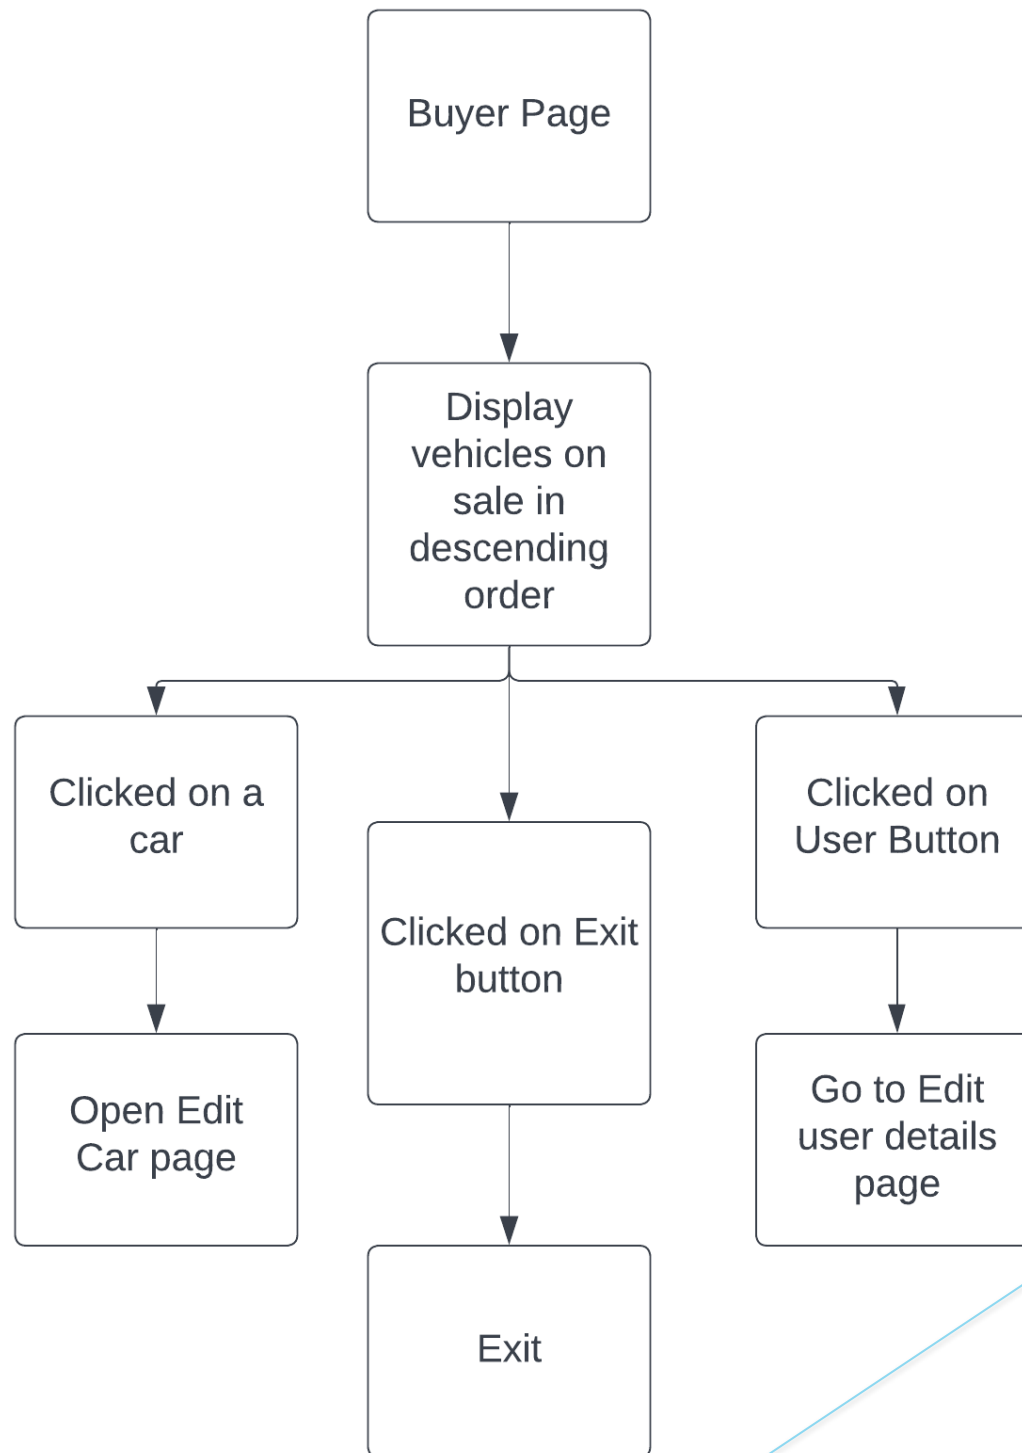 Buyer Page
Display
vehicles on
sale in
descending
order
Clicked on a
car
Clicked on Exit
button
Clicked on
User Button
Open Edit
Car page
Go to Edit
user details
page
Exit